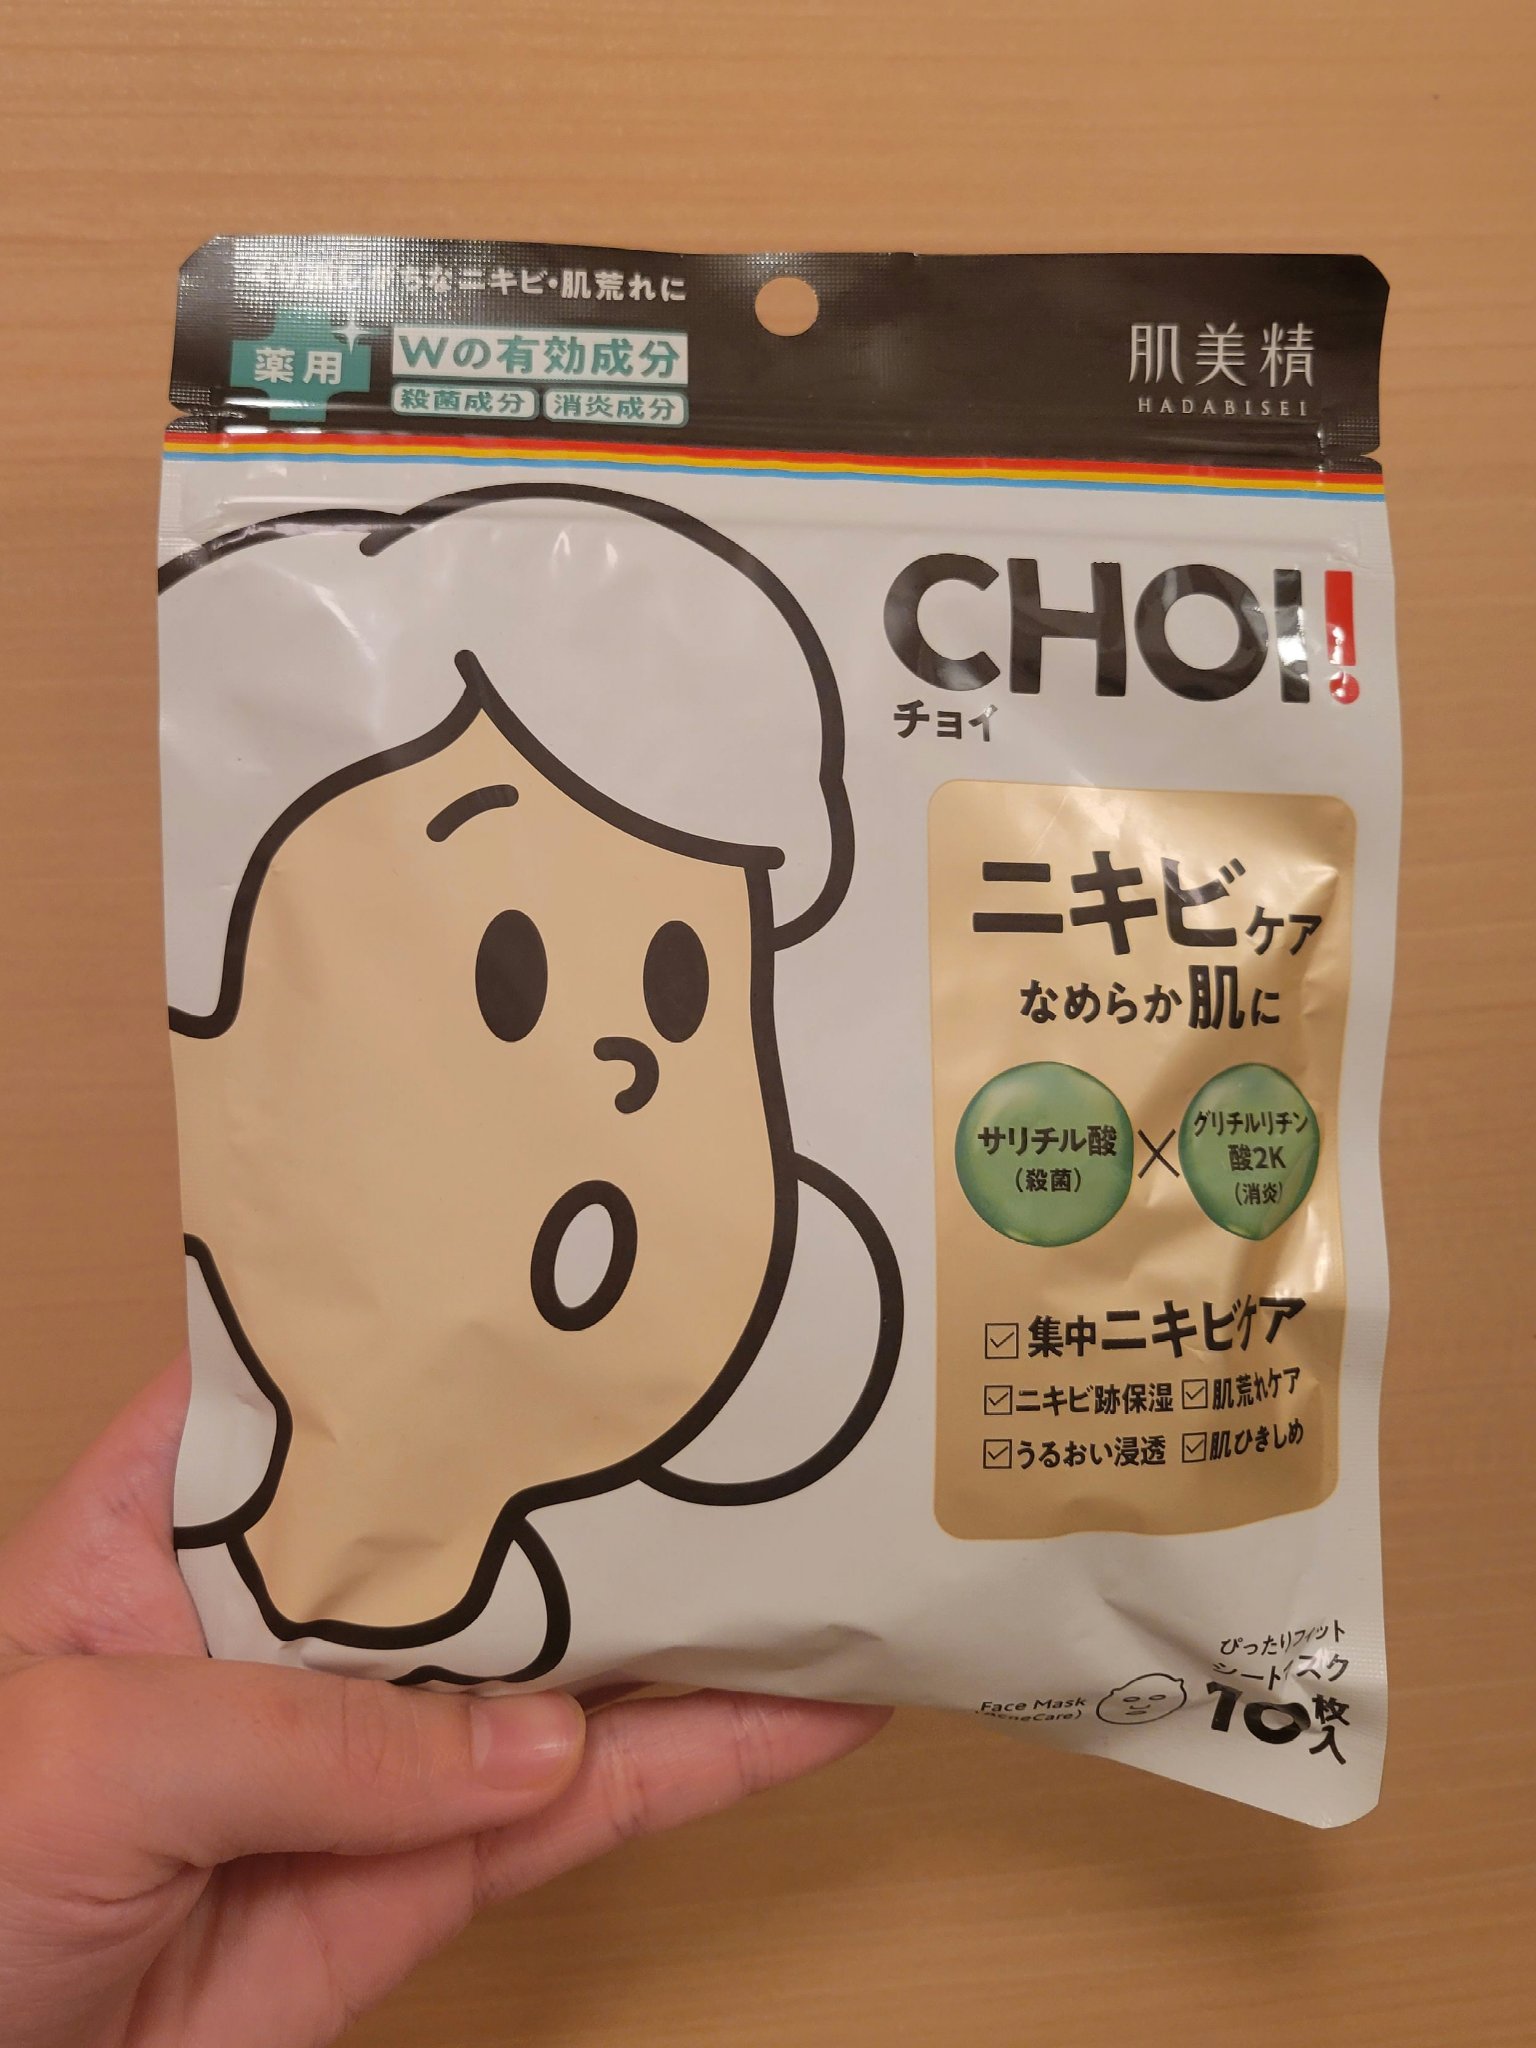 がちなニキビ・肌荒れに
薬用
Wの有効成分
殺菌成分 消炎成分
肌美精
HADABISEI
CHOI!
チョイ
ニキビケア
なめらか肌に
サリチル酸
(殺菌)
×
グリチルリチン
酸2K
(消炎)
集中ニキビケア
ニキビ跡保湿 肌荒れケア
うるおい浸透 肌ひきしめ
ぴったりフィット
シートマスク
10枚入
Face Mask
(AcneCare)